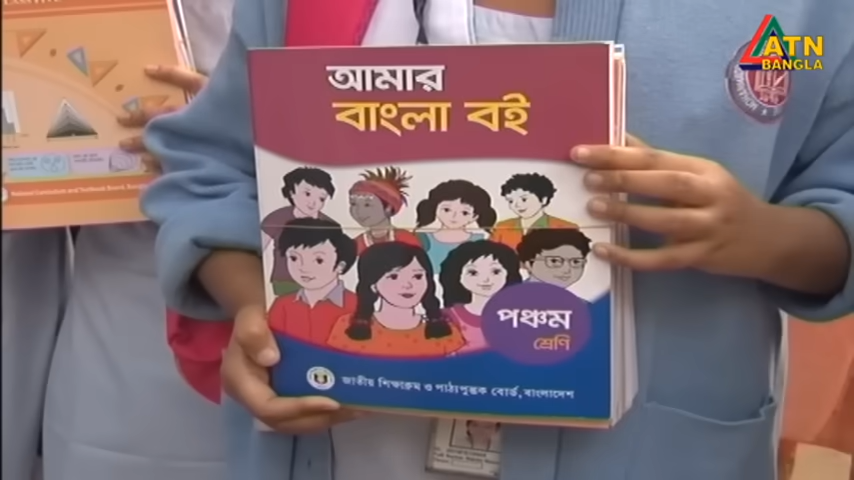 ATN
BANGLA
আমার
বাংলা বই
পঞ্চম
শ্রেণি
জাতীয় শিক্ষাক্রম ও পাঠ্যপুস্তক বোর্ড, বাংলাদেশ
National Curriculum and Textbook Board,